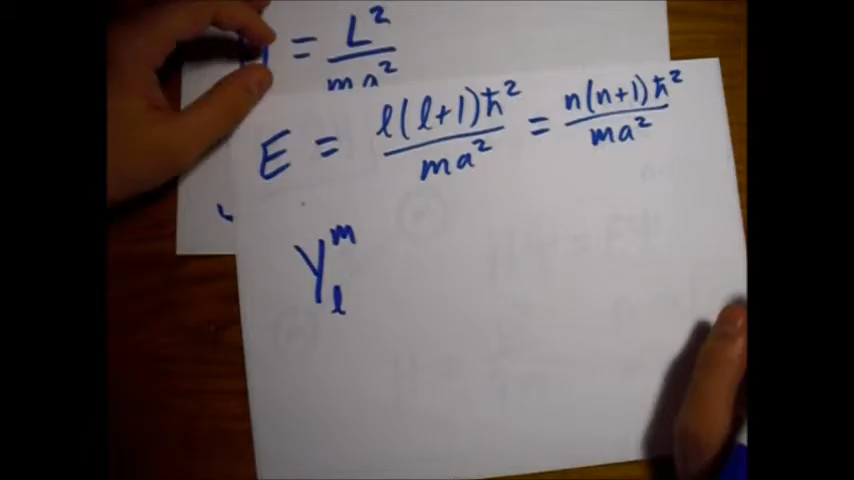 = L²/ma²
E = l(l+1)ħ²/ma² = n(n+1)ħ²/ma²
Yₗᵐ